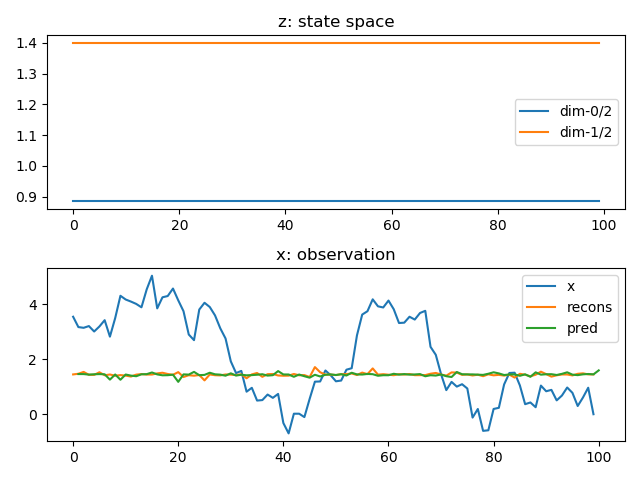 z: state space
1.4
1.3
1.2
1.1
1.0
0.9
dim-0/2
dim-1/2
0 20 40 60 80 100
x: observation
4
2
0
x
recons
pred
0 20 40 60 80 100